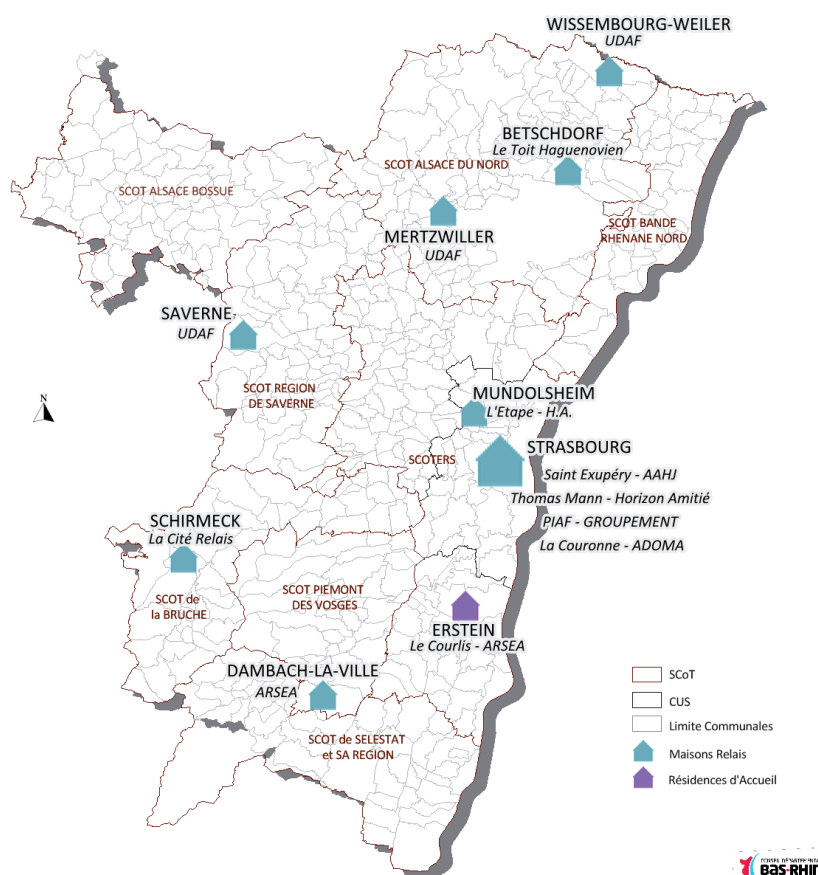 WISSEMBOURG-WEILER
UDAF
BETSCHDORF
Le Toit Haguenovien
SCOT ALSACE DU NORD
SCOT ALSACE BOSSUE
MERTZWILLER
UDAF
SCOT BANDE
RHENANE NORD
SAVERNE
UDAF
SCOT REGION
DE SAVERNE
N
MUNDOLSHEIM
L'Etape - H.A.
STRASBOURG
SCOTERS
Saint Exupéry - AAHJ
Thomas Mann - Horizon Amitié
PIAF - GROUPEMENT
La Couronne - ADOMA
SCHIRMECK
La Cité Relais
SCOT de
la BRUCHE
SCOT PIEMONT
DES VOSGES
ERSTEIN
Le Courlis - ARSEA
DAMBACH-LA-VILLE
ARSEA
SCOT de SELESTAT
et SA REGION
SCoT
CUS
Limite Communales
Maisons Relais
Résidences d'Accueil
BAS-RHIN